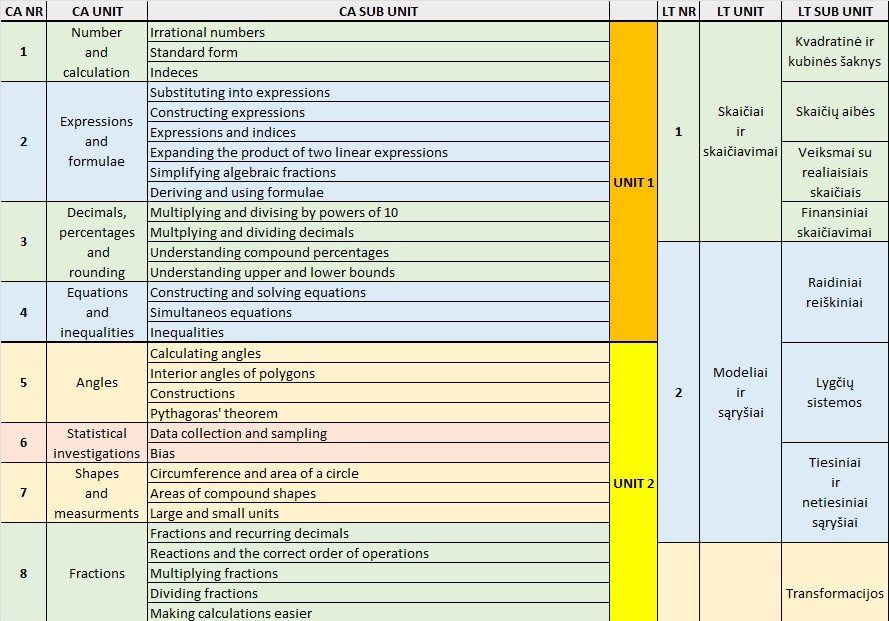 CA NR CA UNIT CA SUB UNIT LT NR LT UNIT LT SUB UNIT
1
Number
and
calculation
Irrational numbers
Standard form
Indeces
2
Expressions
and
formulae
Substituting into expressions
Constructing expressions
Expressions and indices
Expanding the product of two linear expressions
Simplifying algebraic fractions
Deriving and using formulae
3
Decimals,
percentages
and
rounding
Multiplying and divising by powers of 10
Multplying and dividing decimals
Understanding compound percentages
Understanding upper and lower bounds
4
Equations
and
inequalities
Constructing and solving equations
Simultaneos equations
Inequalities
5
Angles
Calculating angles
Interior angles of polygons
Constructions
Pythagoras' theorem
6
Statistical
investigations
Data collection and sampling
Bias
7
Shapes
and
measurments
Circumference and area of a circle
Areas of compound shapes
Large and small units
8
Fractions
Fractions and recurring decimals
Reactions and the correct order of operations
Multiplying fractions
Dividing fractions
Making calculations easier
UNIT 1
UNIT 2
1
Skaičiai
ir
skaičiavimai
Kvadratinė ir
kubinės šaknys
Skaičių aibės
Veiksmai su
realiaisiais
skaičiais
Finansiniai
skaičiavimai
2
Modeliai
ir
sąryšiai
Raidiniai
reiškiniai
Lygčių
sistemos
Tiesiniai
ir
netiesiniai
sąryšiai
Transformacijos